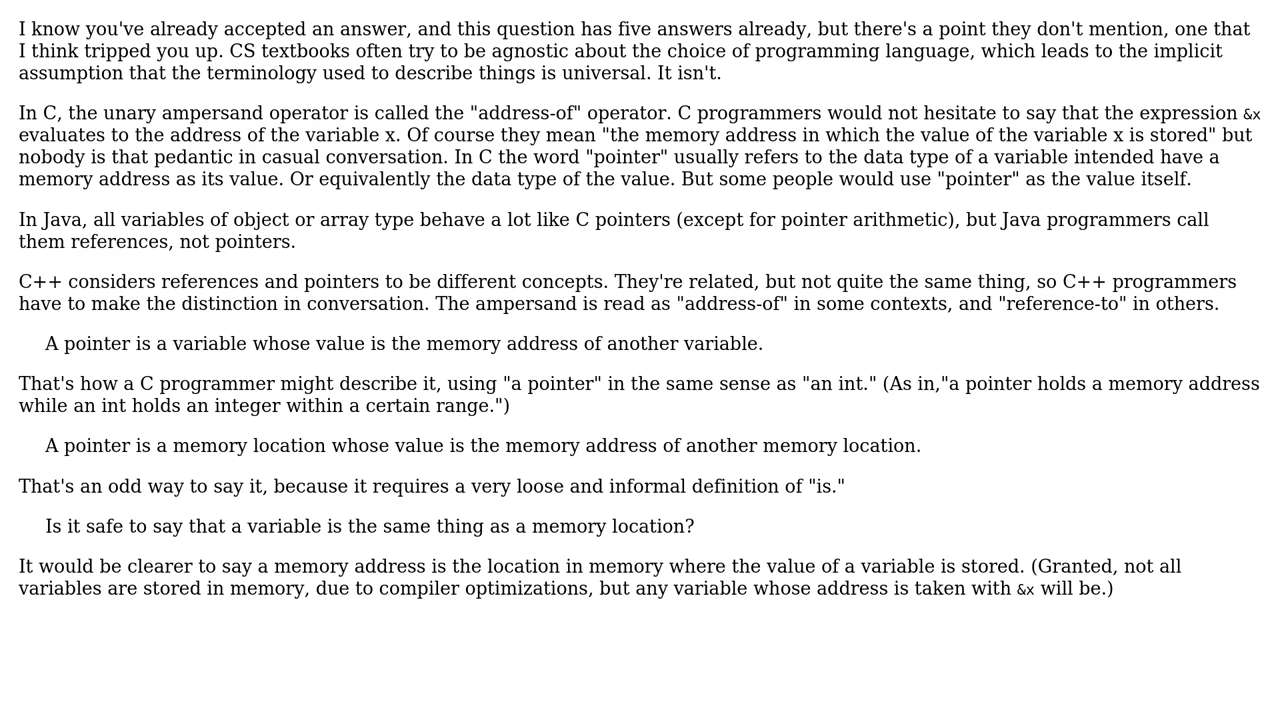 I know you've already accepted an answer, and this question has five answers already, but there's a point they don't mention, one that
I think tripped you up. CS textbooks often try to be agnostic about the choice of programming language, which leads to the implicit
assumption that the terminology used to describe things is universal. It isn't.
In C, the unary ampersand operator is called the "address-of" operator. C programmers would not hesitate to say that the expression &x
evaluates to the address of the variable x. Of course they mean "the memory address in which the value of the variable x is stored" but
nobody is that pedantic in casual conversation. In C the word "pointer" usually refers to the data type of a variable intended have a
memory address as its value. Or equivalently the data type of the value. But some people would use "pointer" as the value itself.
In Java, all variables of object or array type behave a lot like C pointers (except for pointer arithmetic), but Java programmers call
them references, not pointers.
C++ considers references and pointers to be different concepts. They're related, but not quite the same thing, so C++ programmers
have to make the distinction in conversation. The ampersand is read as "address-of" in some contexts, and "reference-to" in others.
A pointer is a variable whose value is the memory address of another variable.
That's how a C programmer might describe it, using "a pointer" in the same sense as "an int." (As in,"a pointer holds a memory address
while an int holds an integer within a certain range.")
A pointer is a memory location whose value is the memory address of another memory location.
That's an odd way to say it, because it requires a very loose and informal definition of "is."
Is it safe to say that a variable is the same thing as a memory location?
It would be clearer to say a memory address is the location in memory where the value of a variable is stored. (Granted, not all
variables are stored in memory, due to compiler optimizations, but any variable whose address is taken with &x will be.)